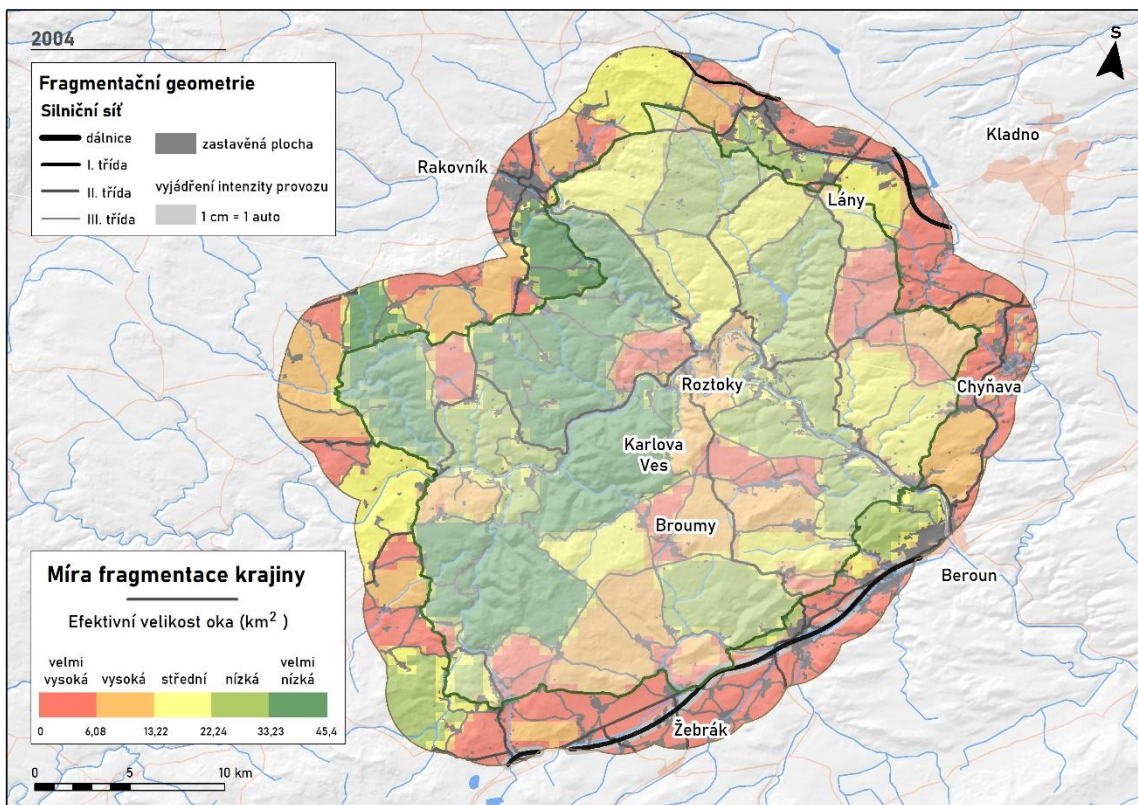 2004
Fragmentační geometrie
Silniční síť
dálnice
I. třída
II. třída
III. třída
zastavěná plocha
vyjádření intenzity provozu
1 cm = 1 auto
S
Kladno
Rakovník
Lány
Roztoky
Chyňava
Karlova
Ves
Broumy
Beroun
Žebrák
Míra fragmentace krajiny
Efektivní velikost oka (km² )
velmi vysoká
vysoká
střední
nízká
velmi nízká
0 6,08 13,22 22,24 33,23 45,4
0 5 10 km